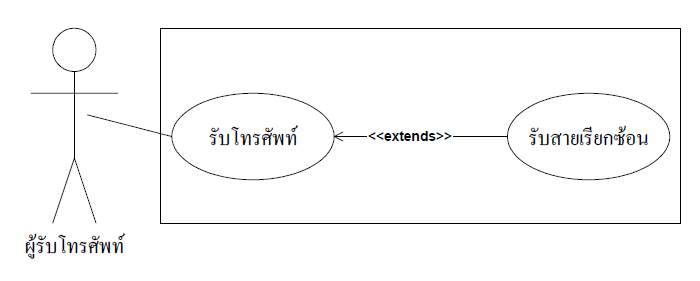 รับโทรศัพท์
<<extends>>
รับสายเรียกซ้อน
ผู้รับโทรศัพท์